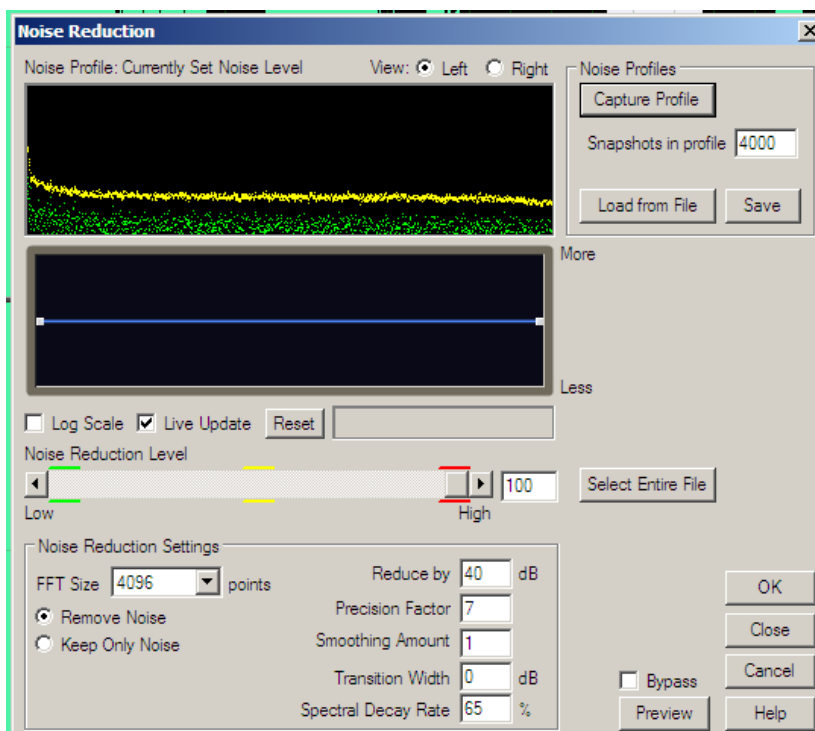 Noise Reduction
Noise Profile: Currently Set Noise Level View: Left Right
Noise Profiles
Capture Profile
Snapshots in profile 4000
Load from File Save
More
Less
Log Scale Live Update Reset
Noise Reduction Level
100 Select Entire File
Low High
Noise Reduction Settings
FFT Size 4096 points
Remove Noise
Keep Only Noise
Reduce by 40 dB
Precision Factor 7
Smoothing Amount 1
Transition Width 0 dB
Spectral Decay Rate 65 %
OK
Close
Cancel
Bypass
Preview Help